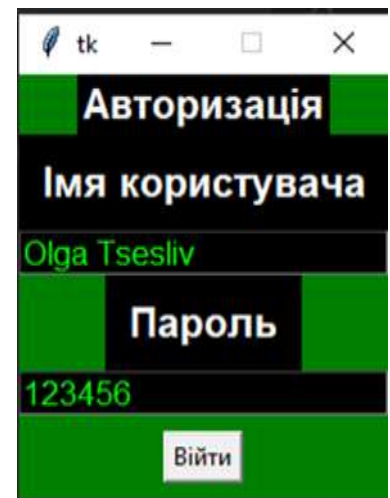 tk
Авторизація
Імя користувача
Olga Tsesliv
Пароль
123456
Війти